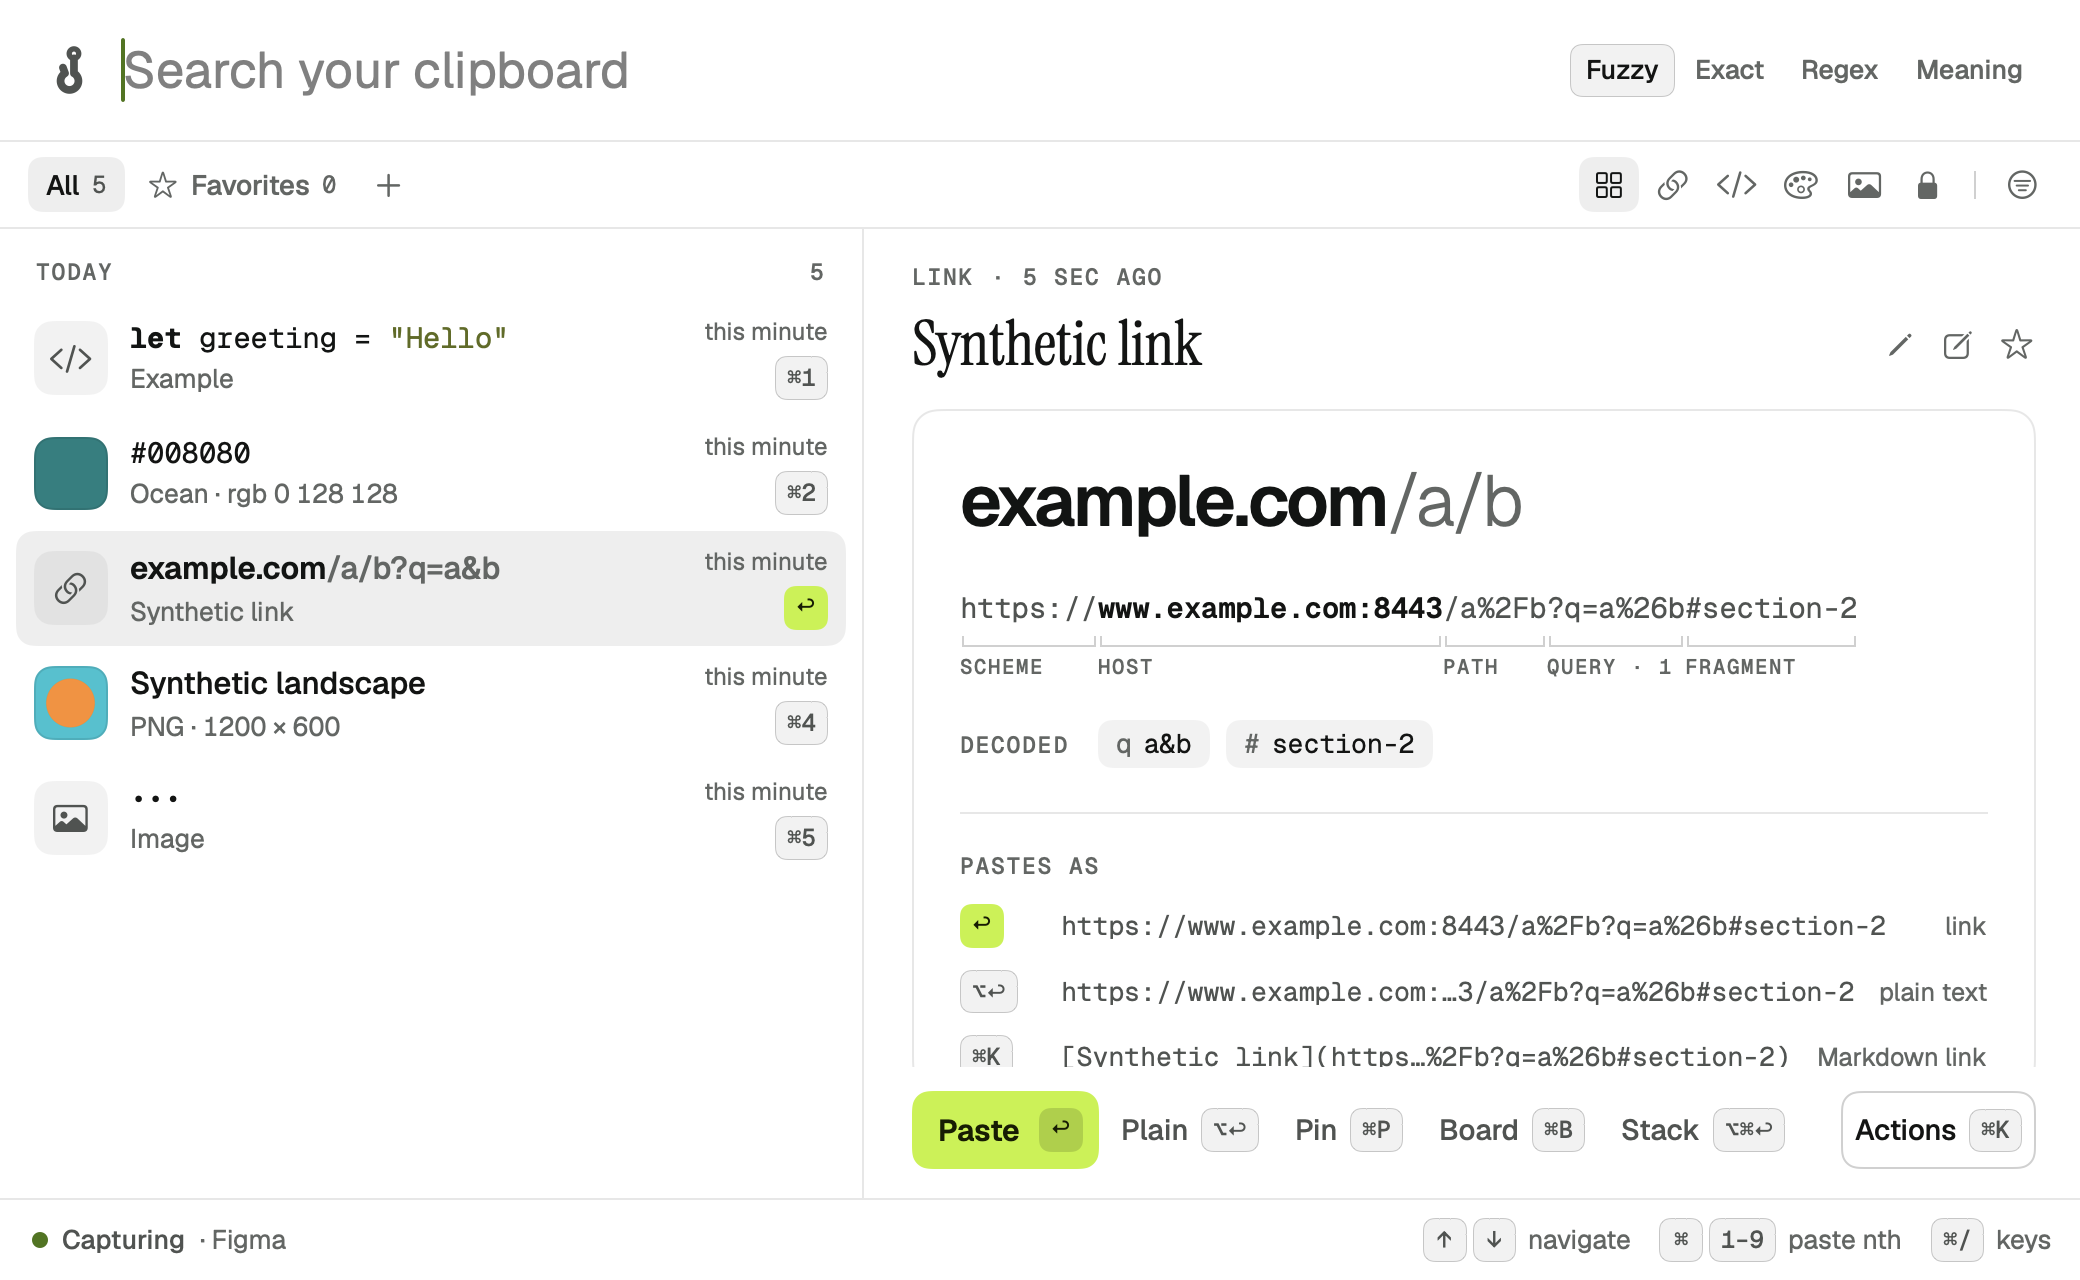 Search your clipboard
Fuzzy Exact Regex Meaning
All 5 Favorites 0
TODAY 5
let greeting = "Hello" this minute
Example ⌘1
#008080 this minute
Ocean · rgb 0 128 128 ⌘2
example.com/a/b?q=a&b this minute
Synthetic link ↩
Synthetic landscape this minute
PNG · 1200 × 600 ⌘4
... this minute
Image ⌘5
LINK · 5 SEC AGO
Synthetic link
example.com/a/b
https://www.example.com:8443/a%2Fb?q=a%26b#section-2
SCHEME HOST PATH QUERY · 1 FRAGMENT
DECODED q a&b # section-2
PASTES AS
↩ https://www.example.com:8443/a%2Fb?q=a%26b#section-2 link
⌥↩ https://www.example.com:…3/a%2Fb?q=a%26b#section-2 plain text
⌘K [Synthetic link](https…%2Fb?q=a%26b#section-2) Markdown link
Paste ↩ Plain ⌥↩ Pin ⌘P Board ⌘B Stack ⌥⌘↩ Actions ⌘K
Capturing · Figma
↑ ↓ navigate ⌘ 1-9 paste nth ⌘/ keys